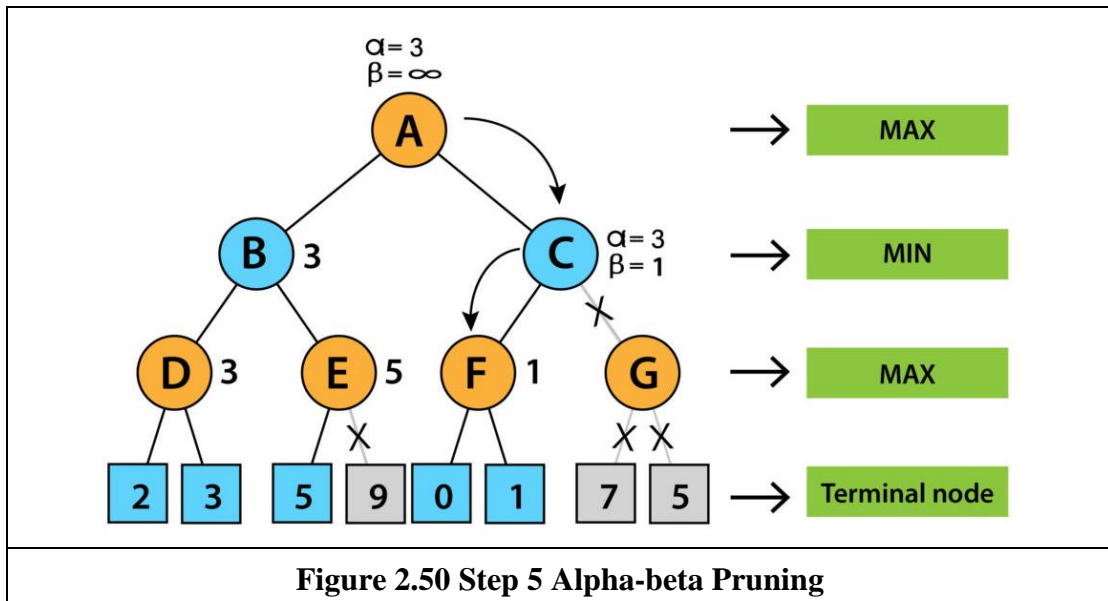 α= 3
β= ∞
A
MAX
B 3
C
α= 3
β= 1
MIN
D 3
E 5
F 1
G
MAX
X
X
X X
2 3 5 9 0 1 7 5
Terminal node
Figure 2.50 Step 5 Alpha-beta Pruning